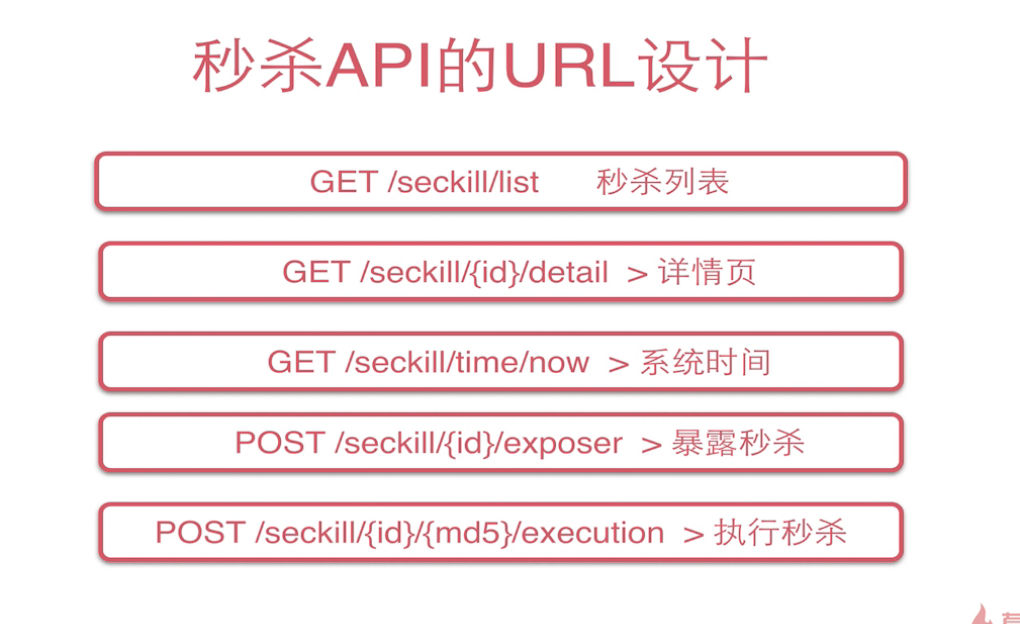 秒杀API的URL设计
GET /seckill/list 秒杀列表
GET /seckill/{id}/detail > 详情页
GET /seckill/time/now > 系统时间
POST /seckill/{id}/exposer > 暴露秒杀
POST /seckill/{id}/{md5}/execution > 执行秒杀